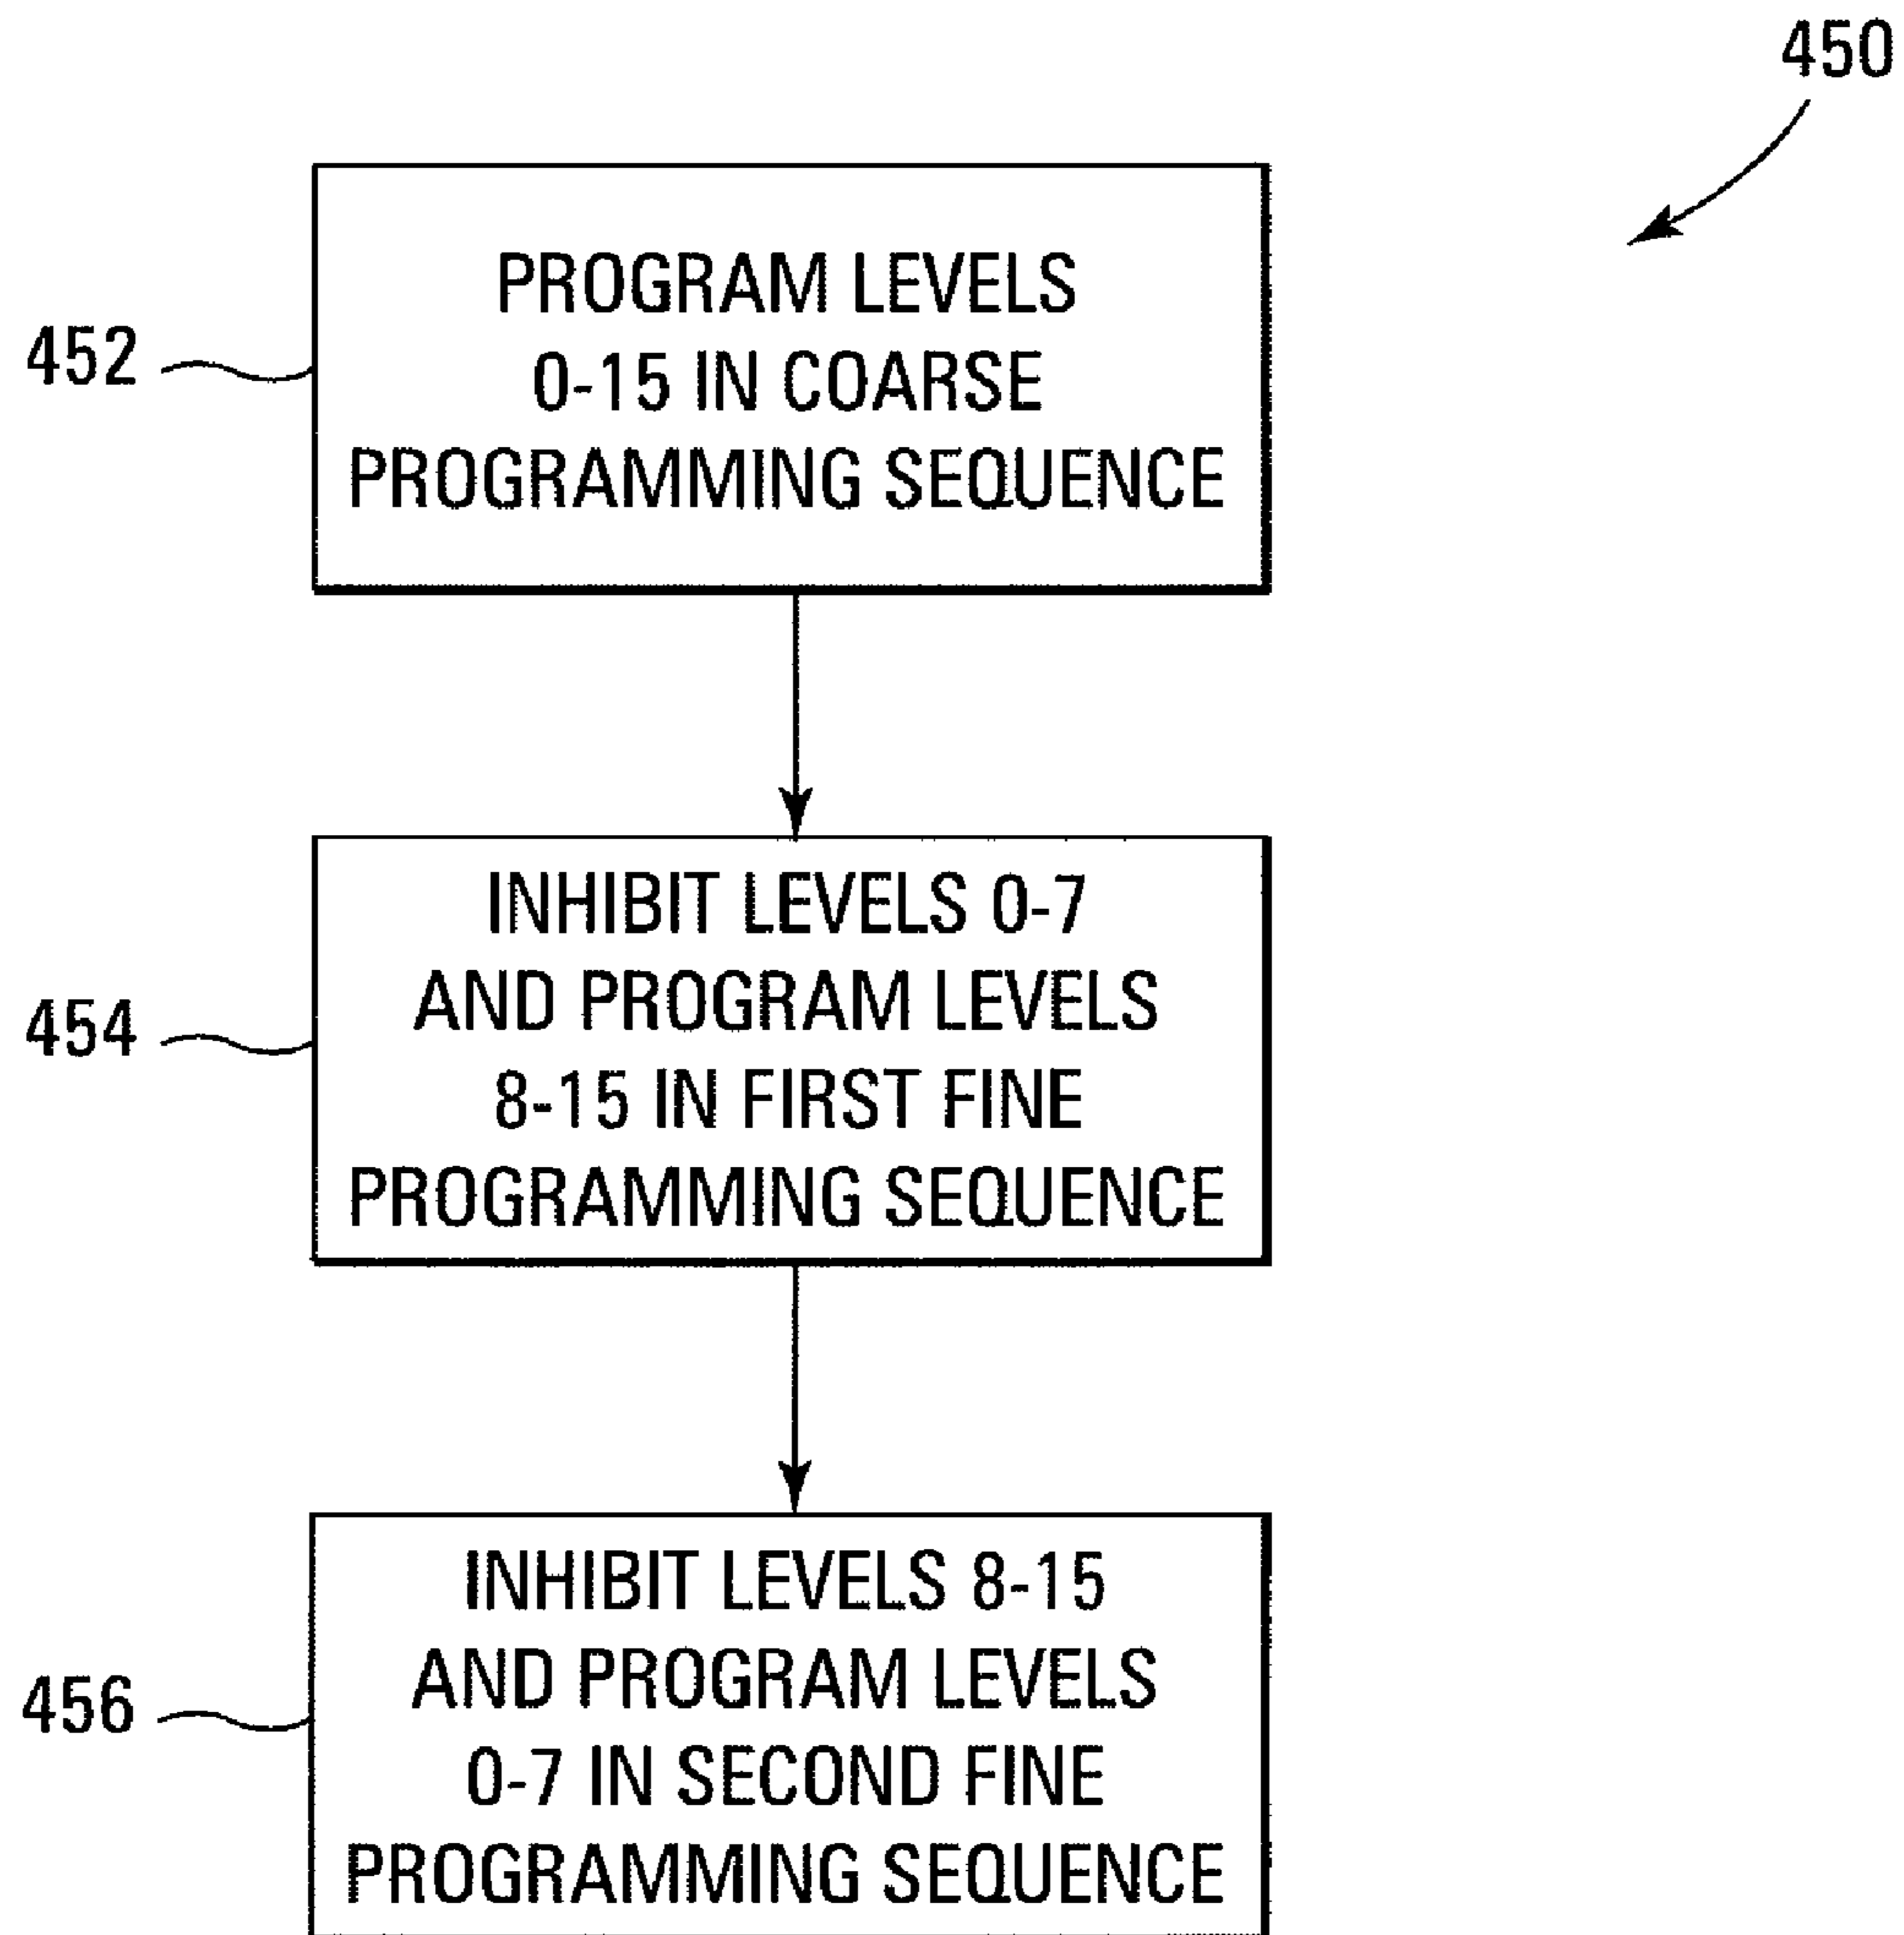 450
452
PROGRAM LEVELS
0-15 IN COARSE
PROGRAMMING SEQUENCE
454
INHIBIT LEVELS 0-7
AND PROGRAM LEVELS
8-15 IN FIRST FINE
PROGRAMMING SEQUENCE
456
INHIBIT LEVELS 8-15
AND PROGRAM LEVELS
0-7 IN SECOND FINE
PROGRAMMING SEQUENCE